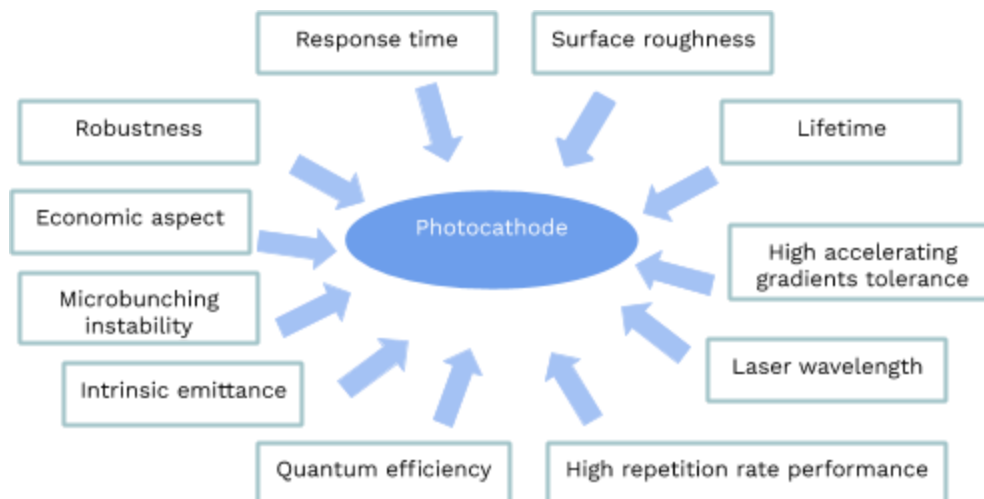 Response time
Surface roughness
Robustness
Lifetime
Economic aspect
Photocathode
High accelerating
gradients tolerance
Microbunching
instability
Laser wavelength
Intrinsic emittance
Quantum efficiency
High repetition rate performance